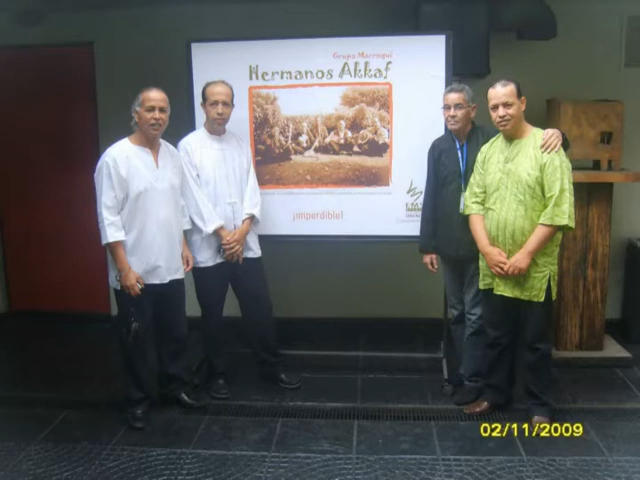 Grupo Marroquí
Hermanos Akkaf
¡imperdible!
02/11/2009